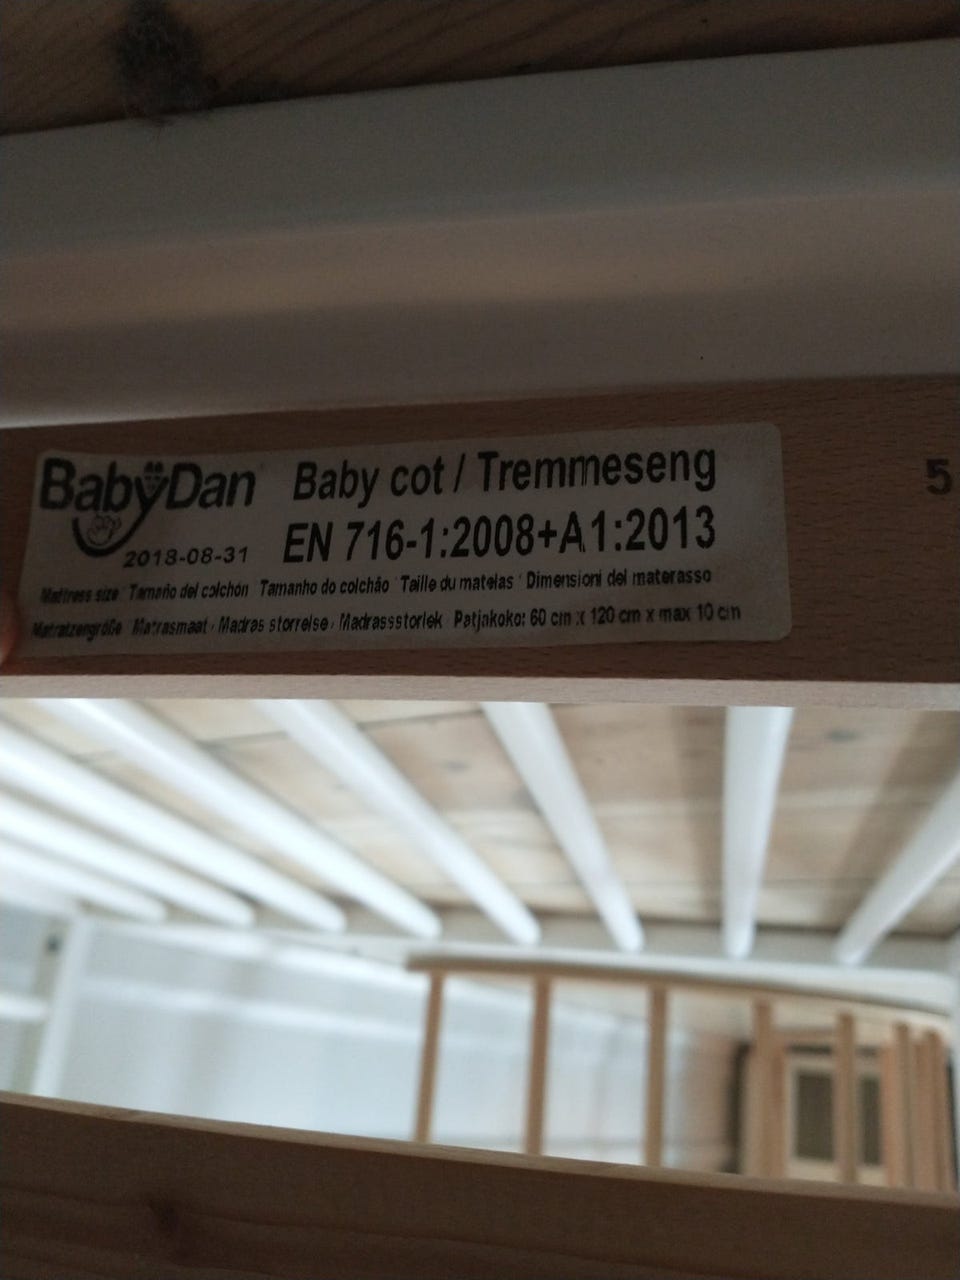 BabyDan Baby cot / Tremmeseng
2018-08-31 EN 716-1:2008+A1:2013
Mattress size Tamaño del colchón Tamanho do colchão Taille du matelas Dimensioni del materasso
Matratzengröße Matrasmaat Madras storrelse Madrassstorlek Patjakoko: 60 cm x 120 cm x max 10 cm
5